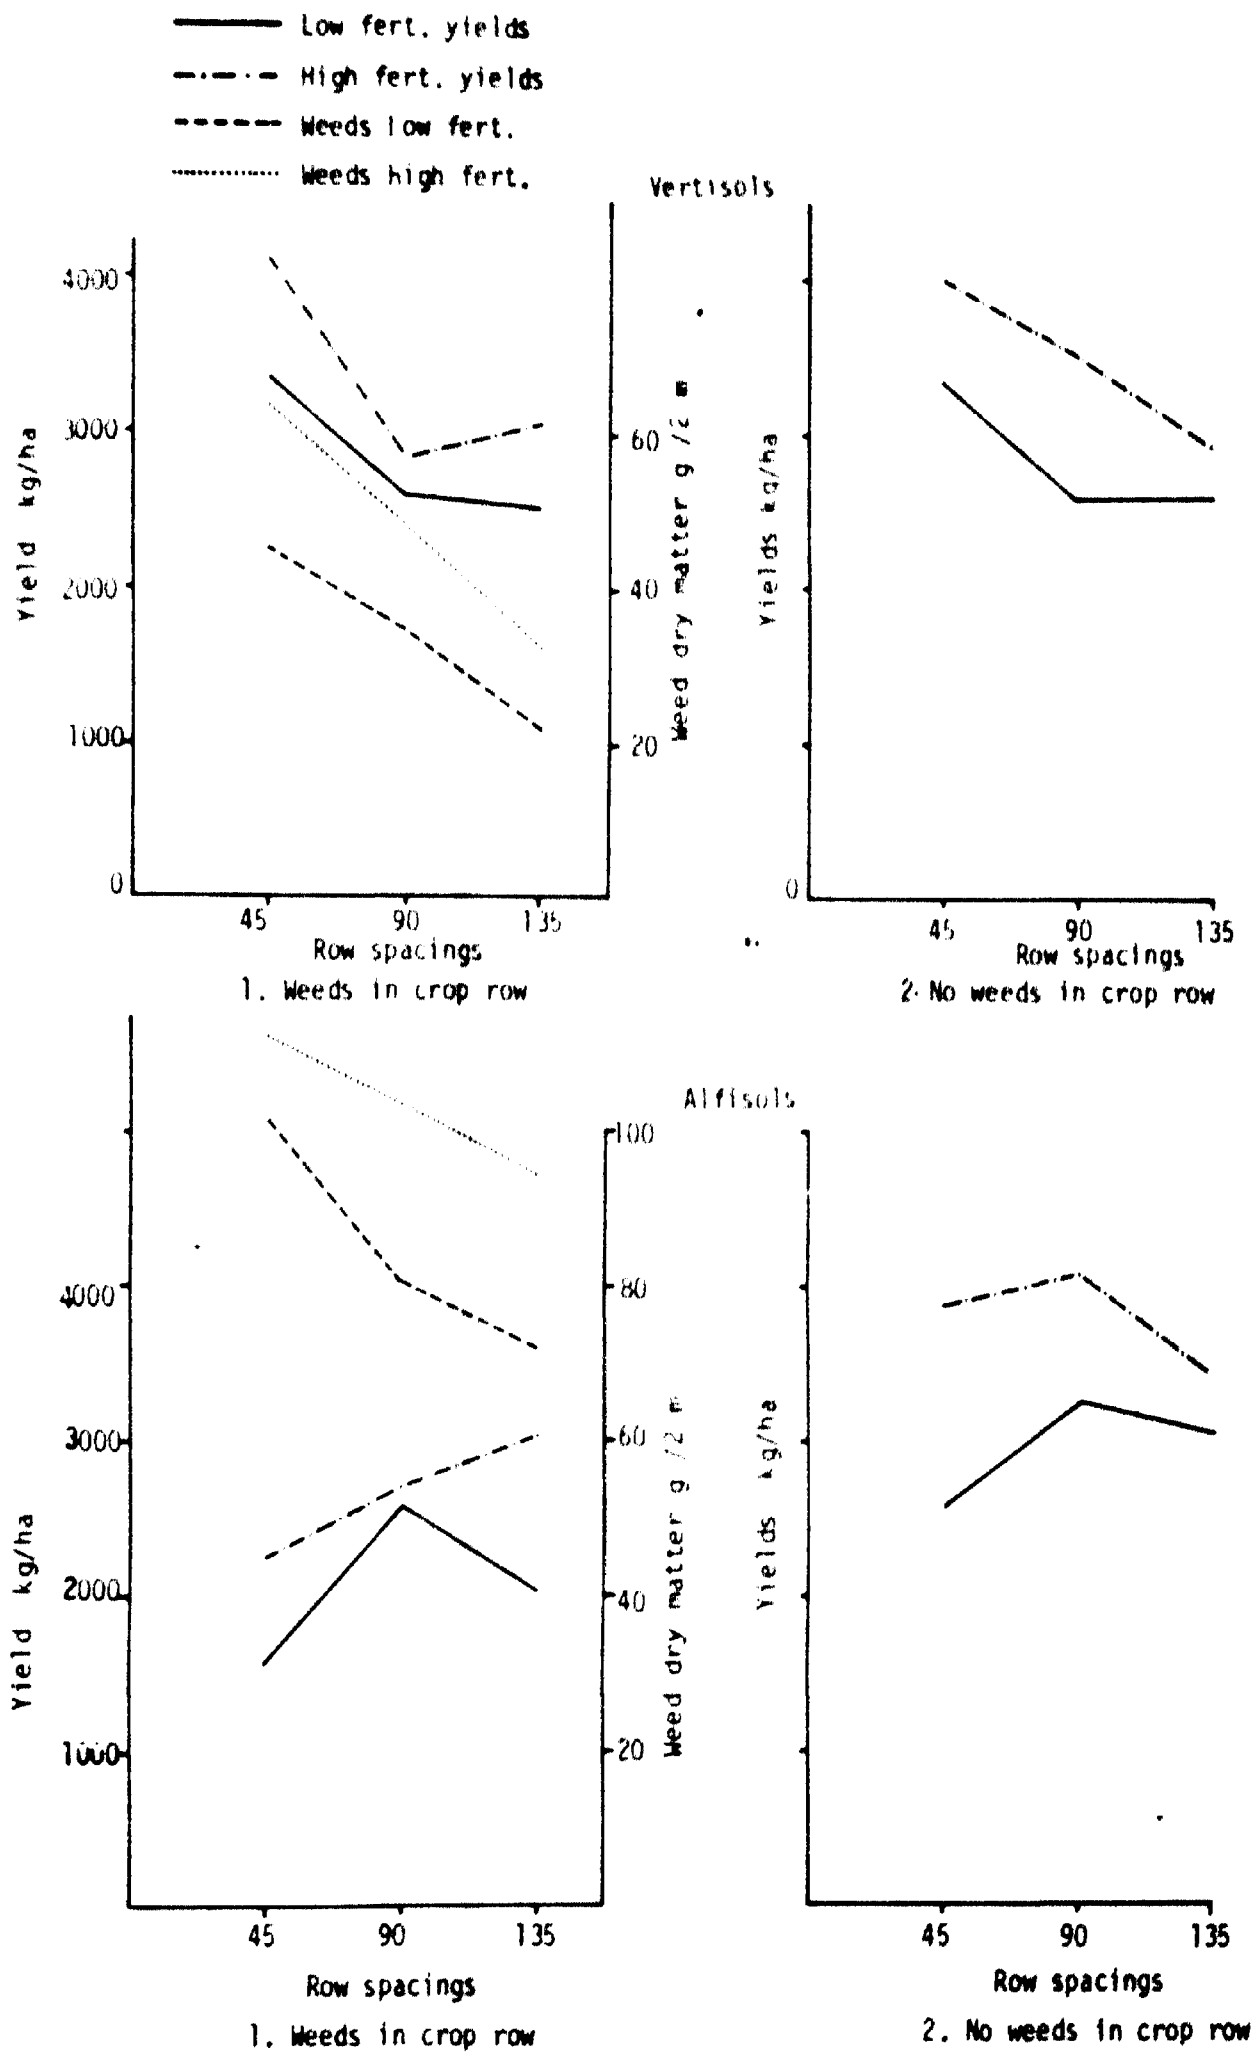 Low fert. yields
High fert. yields
Weeds low fert.
Weeds high fert.
Vertisols
4000
3000
2000
1000
0
Yield kg/ha
60
40
20
Weed dry matter g /2 m
45 90 135
Row spacings
1. Weeds in crop row
Yields kg/ha
0
45 90 135
Row spacings
2. No weeds in crop row
Alfisols
4000
3000
2000
1000
Yield kg/ha
100
80
60
40
20
Weed dry matter g /2 m
45 90 135
Row spacings
1. Weeds in crop row
Yields kg/ha
45 90 135
Row spacings
2. No weeds in crop row